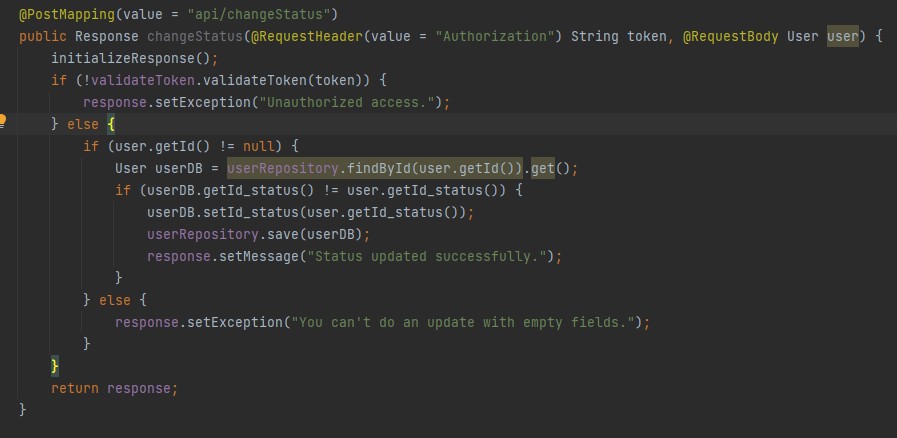 @PostMapping(value = "api/changeStatus")
public Response changeStatus(@RequestHeader(value = "Authorization") String token, @RequestBody User user) {
    initializeResponse();
    if (!validateToken.validateToken(token)) {
        response.setException("Unauthorized access.");
    } else {
        if (user.getId() != null) {
            User userDB = userRepository.findById(user.getId()).get();
            if (userDB.getId_status() != user.getId_status()) {
                userDB.setId_status(user.getId_status());
                userRepository.save(userDB);
                response.setMessage("Status updated successfully.");
            }
        } else {
            response.setException("You can't do an update with empty fields.");
        }
    }
    return response;
}